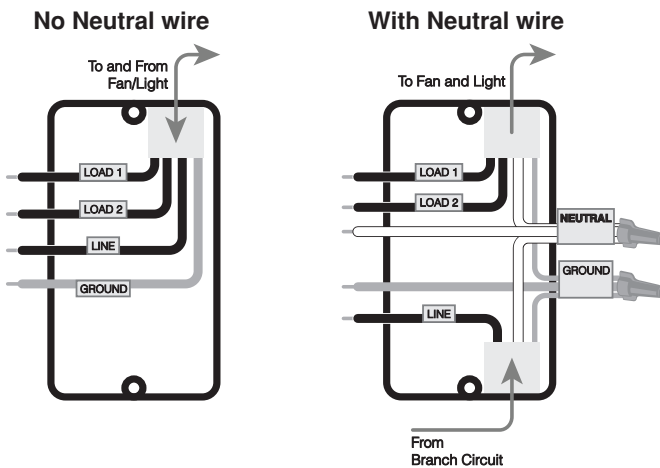 No Neutral wire
To and From
Fan/Light
LOAD 1
LOAD 2
LINE
GROUND
With Neutral wire
To Fan and Light
LOAD 1
LOAD 2
NEUTRAL
GROUND
LINE
From
Branch Circuit